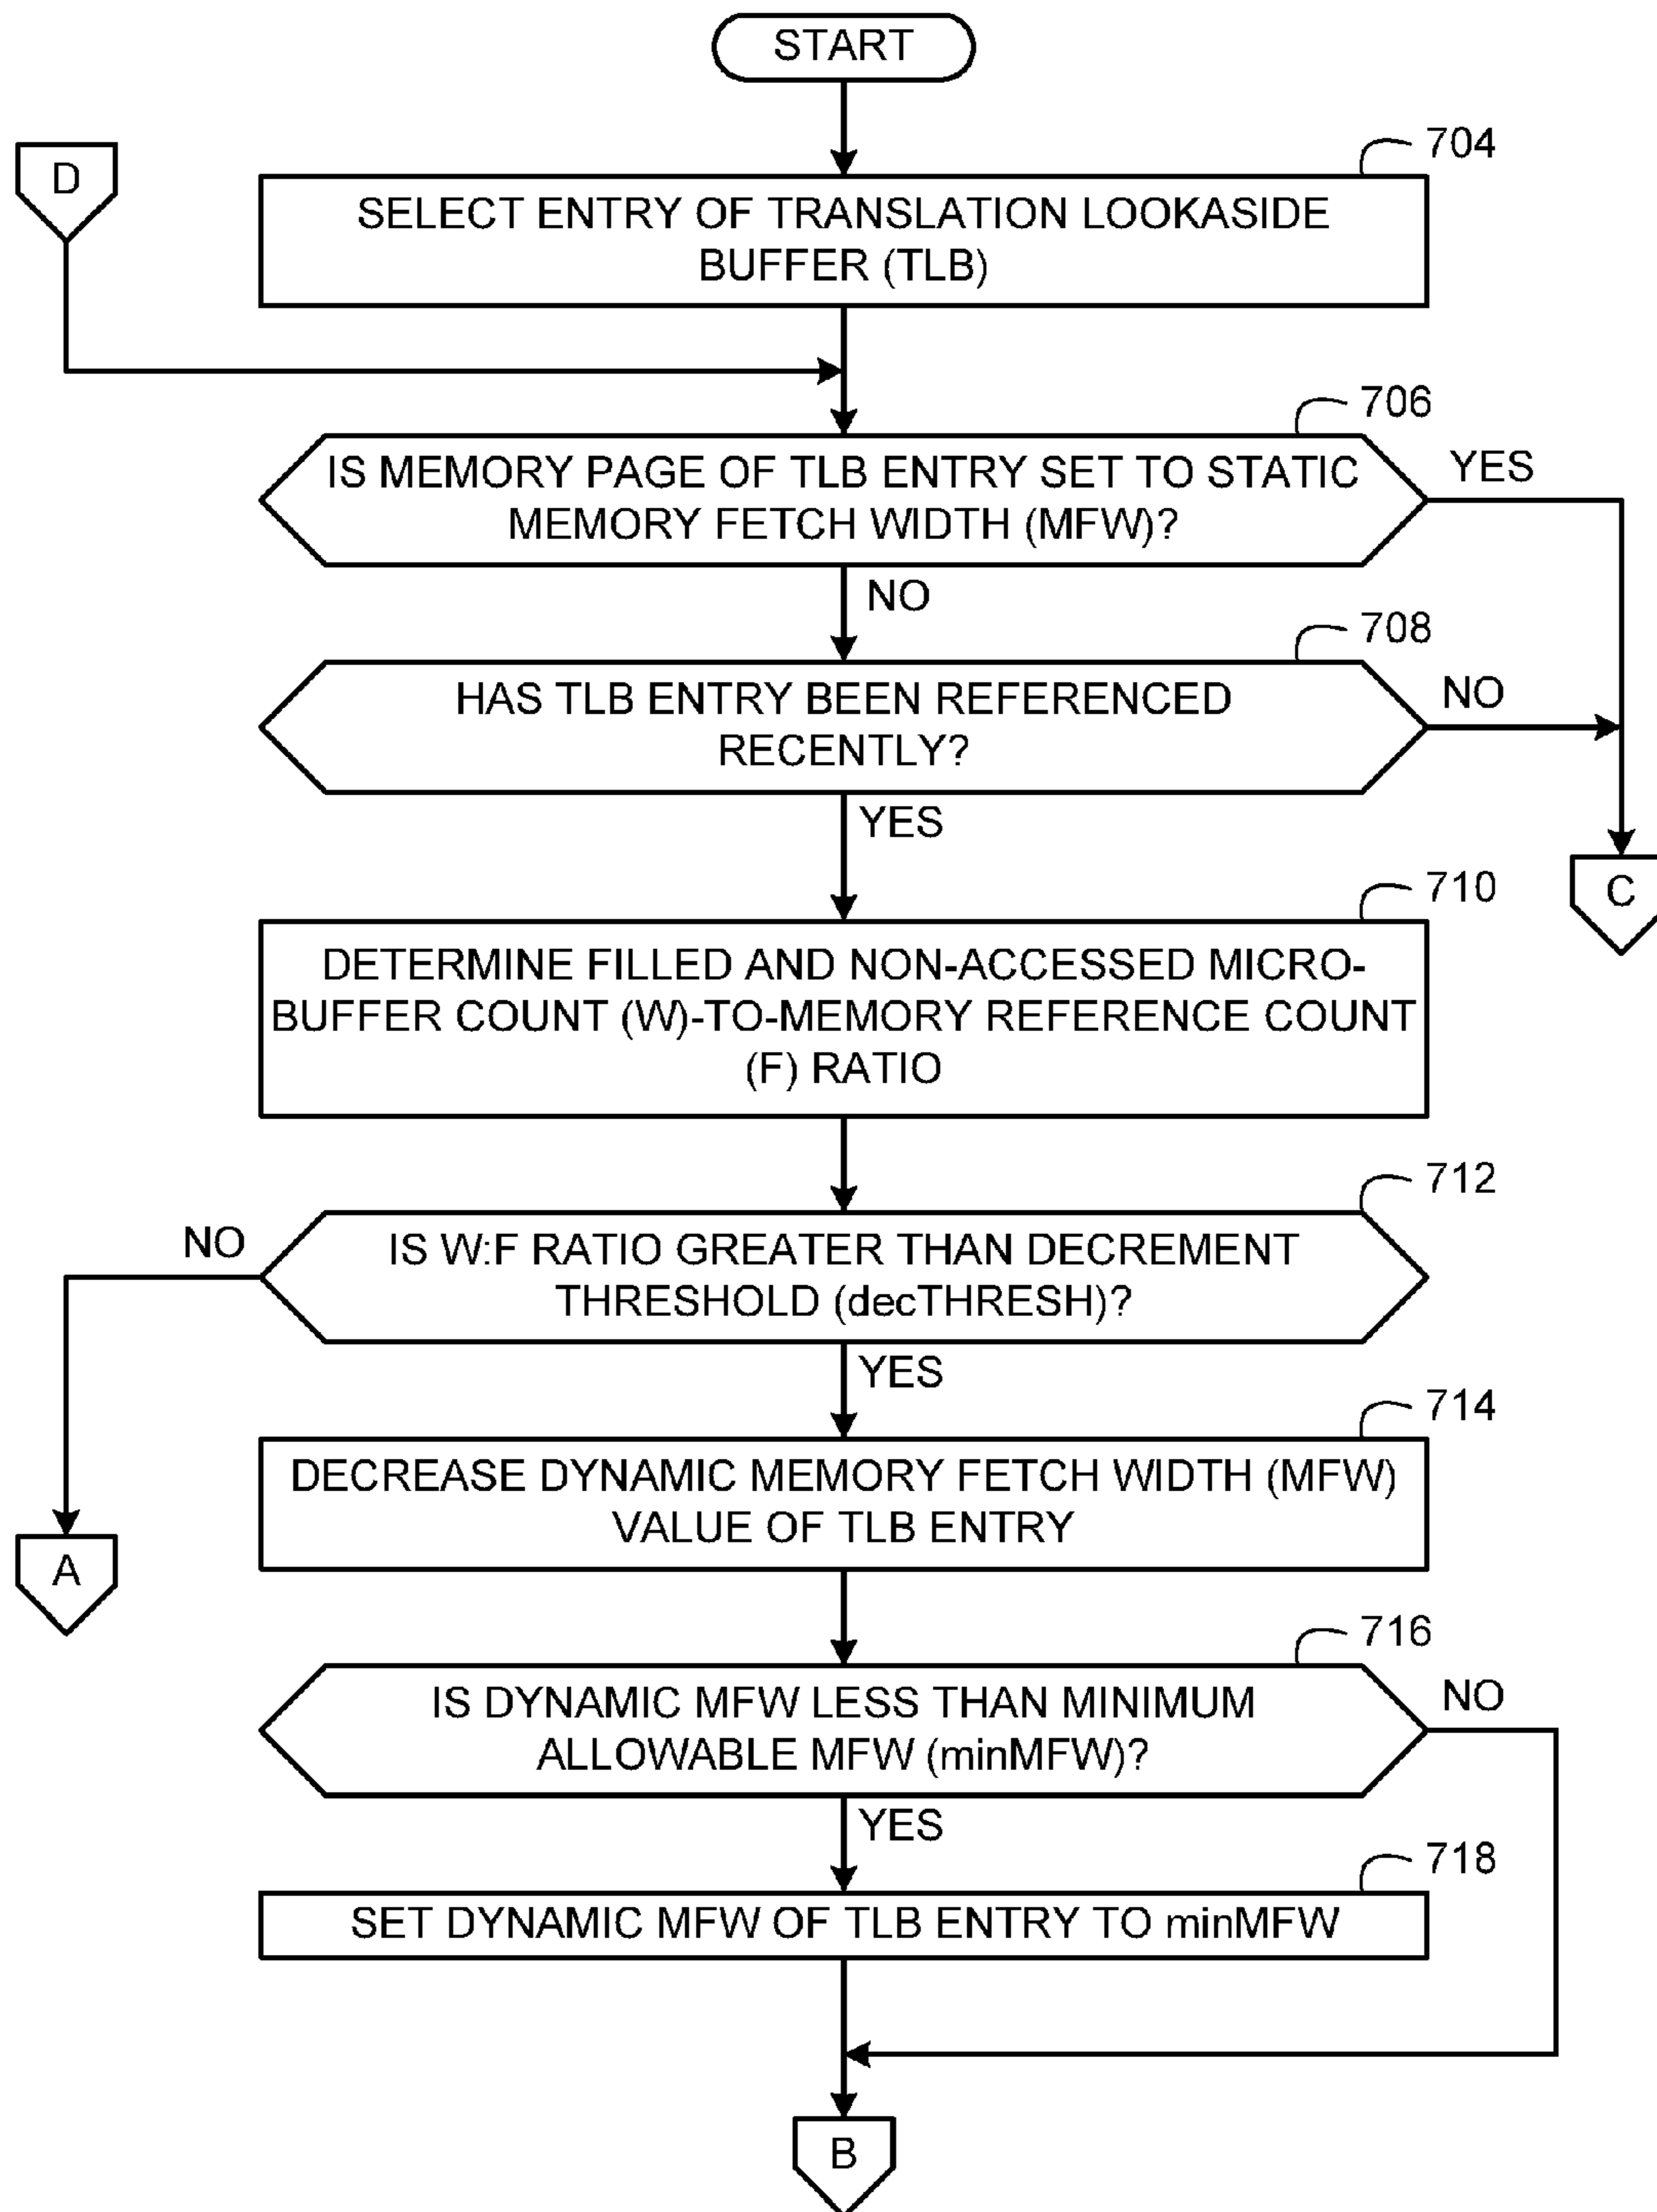 START
D
704
SELECT ENTRY OF TRANSLATION LOOKASIDE
BUFFER (TLB)
706
IS MEMORY PAGE OF TLB ENTRY SET TO STATIC
MEMORY FETCH WIDTH (MFW)?
YES
NO
708
HAS TLB ENTRY BEEN REFERENCED
RECENTLY?
NO
YES
C
710
DETERMINE FILLED AND NON-ACCESSED MICRO-
BUFFER COUNT (W)-TO-MEMORY REFERENCE COUNT
(F) RATIO
712
NO
IS W:F RATIO GREATER THAN DECREMENT
THRESHOLD (decTHRESH)?
YES
714
DECREASE DYNAMIC MEMORY FETCH WIDTH (MFW)
VALUE OF TLB ENTRY
A
716
IS DYNAMIC MFW LESS THAN MINIMUM
ALLOWABLE MFW (minMFW)?
NO
YES
718
SET DYNAMIC MFW OF TLB ENTRY TO minMFW
B